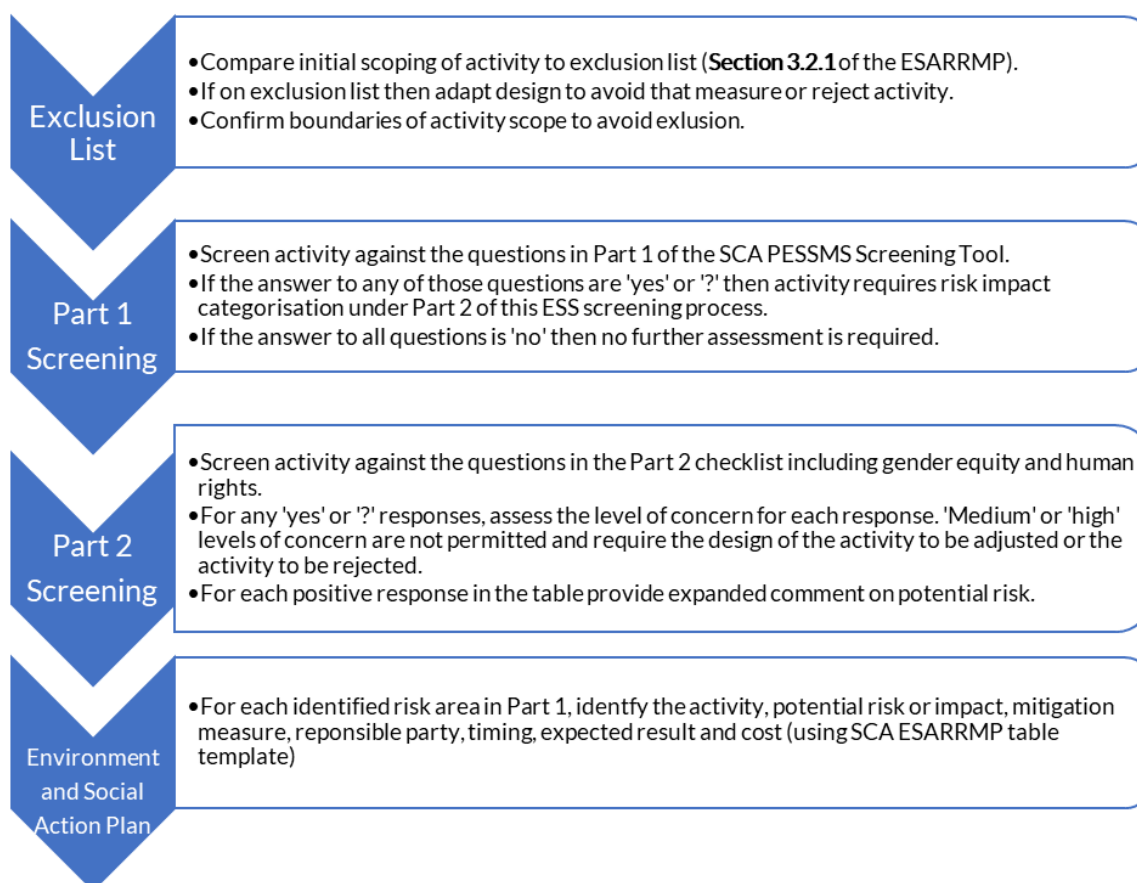 Exclusion
List
•Compare initial scoping of activity to exclusion list (Section 3.2.1 of the ESARRMP).
•If on exclusion list then adapt design to avoid that measure or reject activity.
•Confirm boundaries of activity scope to avoid exlusion.
Part 1
Screening
•Screen activity against the questions in Part 1 of the SCA PESSMS Screening Tool.
•If the answer to any of those questions are 'yes' or '?' then activity requires risk impact
categorisation under Part 2 of this ESS screening process.
•If the answer to all questions is 'no' then no further assessment is required.
Part 2
Screening
•Screen activity against the questions in the Part 2 checklist including gender equity and human
rights.
•For any 'yes' or '?' responses, assess the level of concern for each response. 'Medium' or 'high'
levels of concern are not permitted and require the design of the activity to be adjusted or the
activity to be rejected.
•For each positive response in the table provide expanded comment on potential risk.
Environment
and Social
Action Plan
•For each identified risk area in Part 1, identfy the activity, potential risk or impact, mitigation
measure, reponsible party, timing, expected result and cost (using SCA ESARRMP table
template)